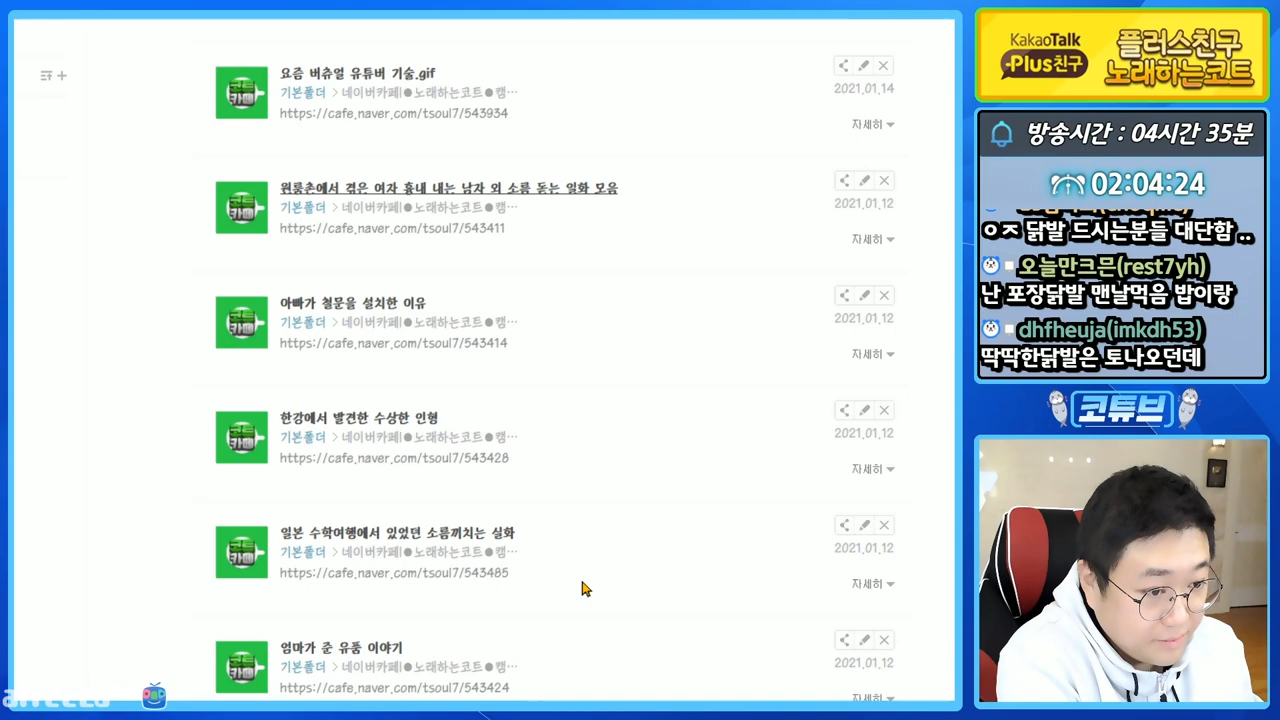 요즘 버츄얼 유튜버 기술.gif
기본폴더 > 네이버카페|●노래하는코트●캠…
https://cafe.naver.com/tsoul7/543934
2021.01.14
자세히
원룸촌에서 겪은 여자 흉내 내는 남자 외 소름 돋는 일화 모음
기본폴더 > 네이버카페|●노래하는코트●캠…
https://cafe.naver.com/tsoul7/543411
2021.01.12
자세히
아빠가 철문을 설치한 이유
기본폴더 > 네이버카페|●노래하는코트●캠…
https://cafe.naver.com/tsoul7/543414
2021.01.12
자세히
한강에서 발견한 수상한 인형
기본폴더 > 네이버카페|●노래하는코트●캠…
https://cafe.naver.com/tsoul7/543428
2021.01.12
자세히
일본 수학여행에서 있었던 소름끼치는 실화
기본폴더 > 네이버카페|●노래하는코트●캠…
https://cafe.naver.com/tsoul7/543485
2021.01.12
자세히
엄마가 준 유품 이야기
기본폴더 > 네이버카페|●노래하는코트●캠…
https://cafe.naver.com/tsoul7/543424
2021.01.12
자세히
KakaoTalk
Plus친구
플러스친구
노래하는코트
방송시간 : 04시간 35분
02:04:24
ㅇㅈ 닭발 드시는분들 대단함 ..
오늘만크믄(rest7yh)
난 포장닭발 맨날먹음 밥이랑
dhfheuja(imkdh53)
딱딱한닭발은 토나오던데
코튜브